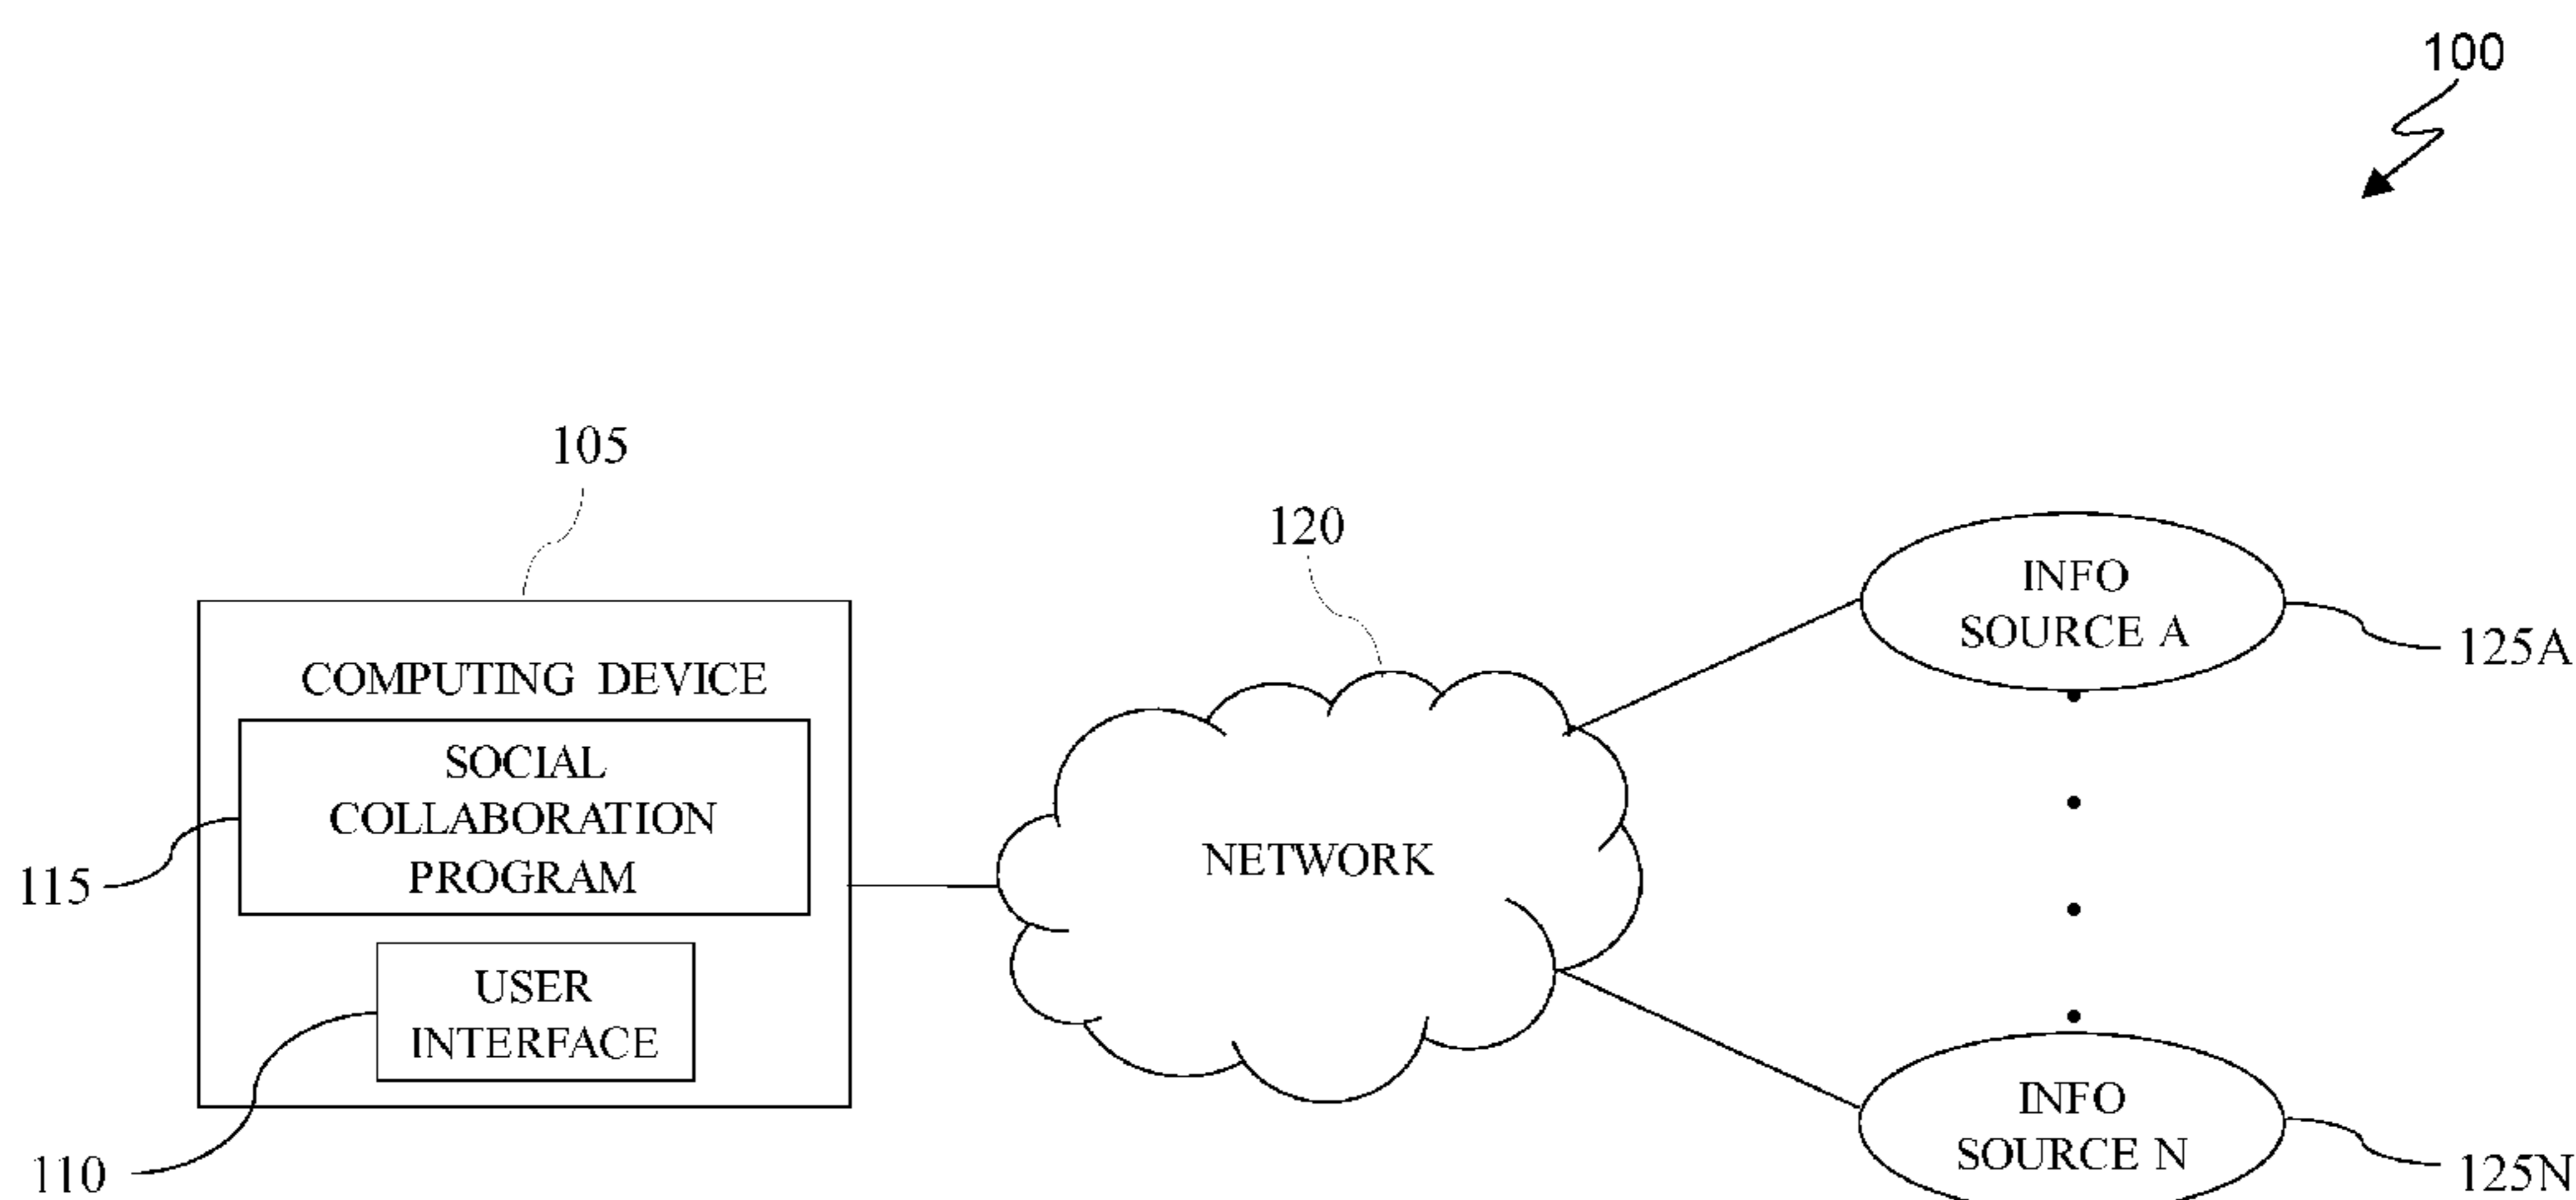 100
105
120
INFO
SOURCE A
125A
COMPUTING DEVICE
SOCIAL
COLLABORATION
PROGRAM
115
NETWORK
USER
INTERFACE
110
INFO
SOURCE N
125N